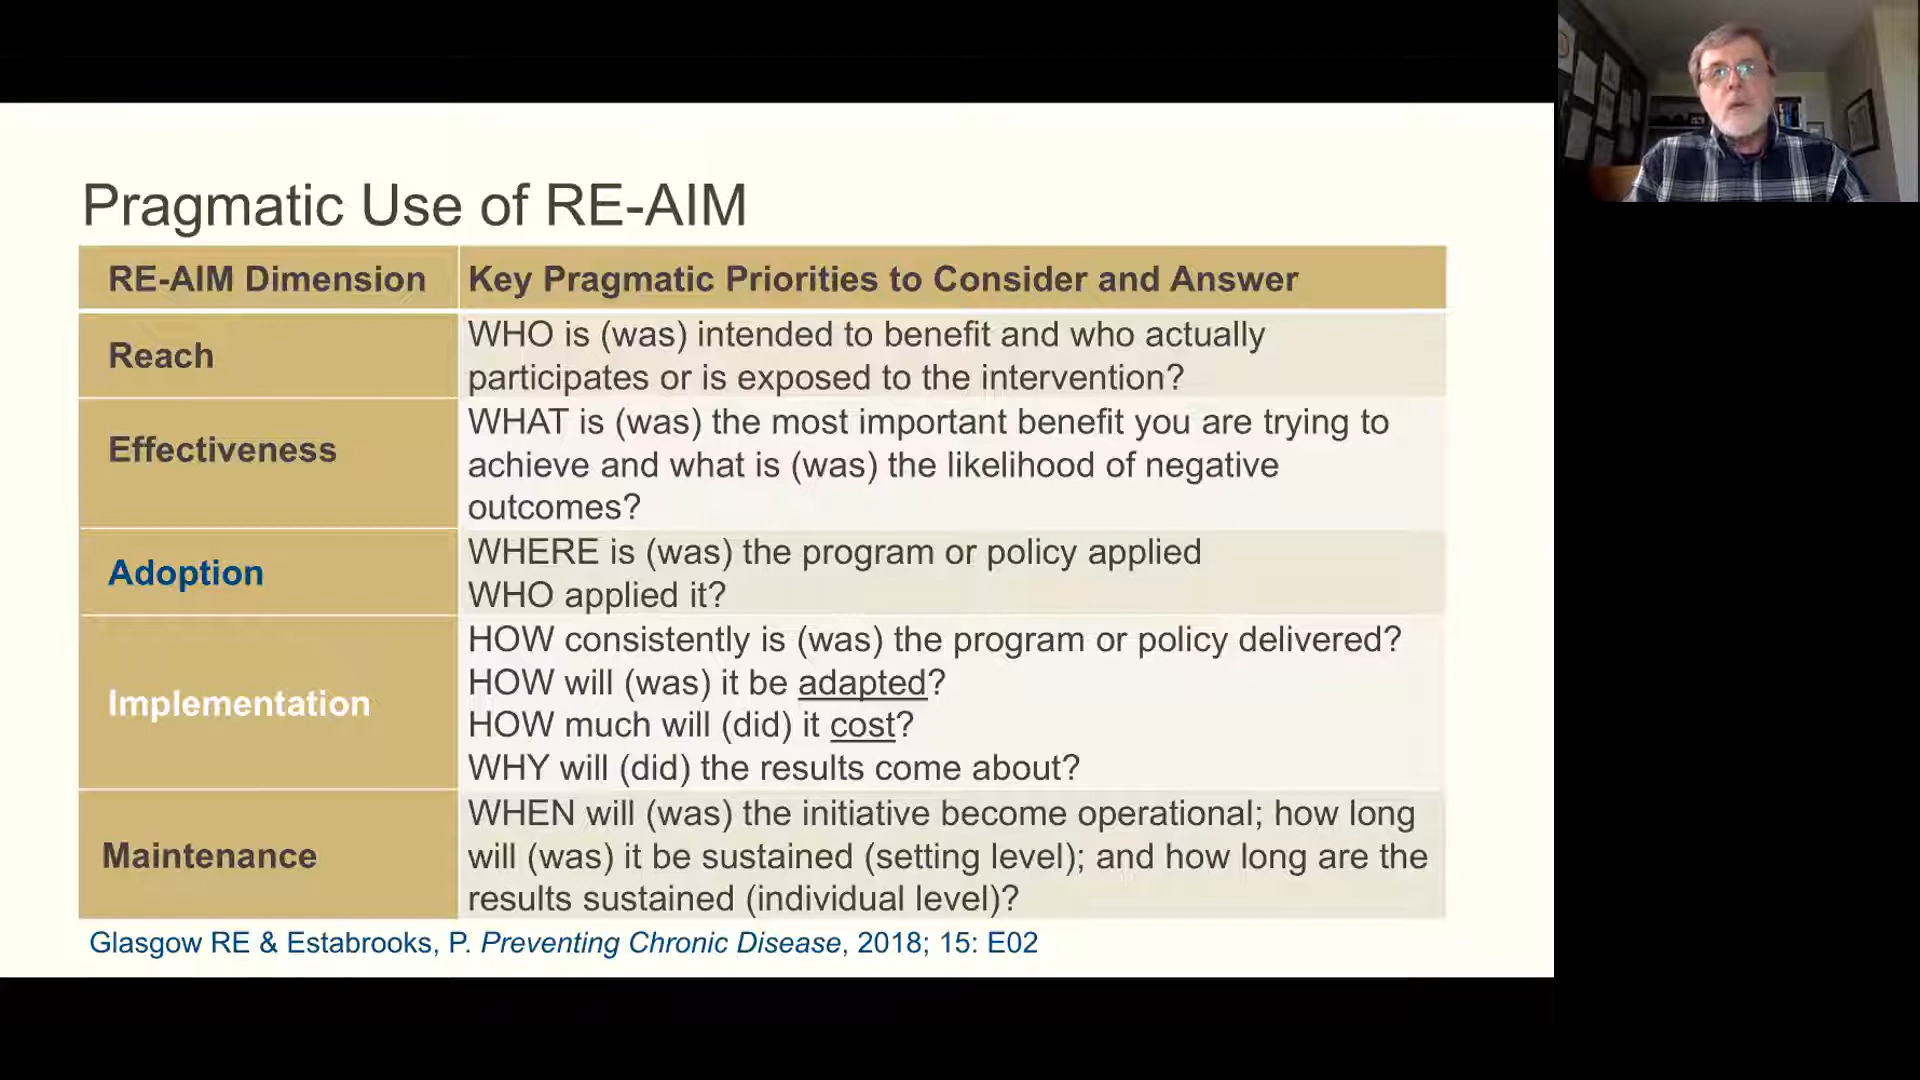 Pragmatic Use of RE-AIM
RE-AIM Dimension
Key Pragmatic Priorities to Consider and Answer
Reach
WHO is (was) intended to benefit and who actually
participates or is exposed to the intervention?
Effectiveness
WHAT is (was) the most important benefit you are trying to
achieve and what is (was) the likelihood of negative
outcomes?
Adoption
WHERE is (was) the program or policy applied
WHO applied it?
Implementation
HOW consistently is (was) the program or policy delivered?
HOW will (was) it be adapted?
HOW much will (did) it cost?
WHY will (did) the results come about?
Maintenance
WHEN will (was) the initiative become operational; how long
will (was) it be sustained (setting level); and how long are the
results sustained (individual level)?
Glasgow RE & Estabrooks, P. Preventing Chronic Disease, 2018; 15: E02